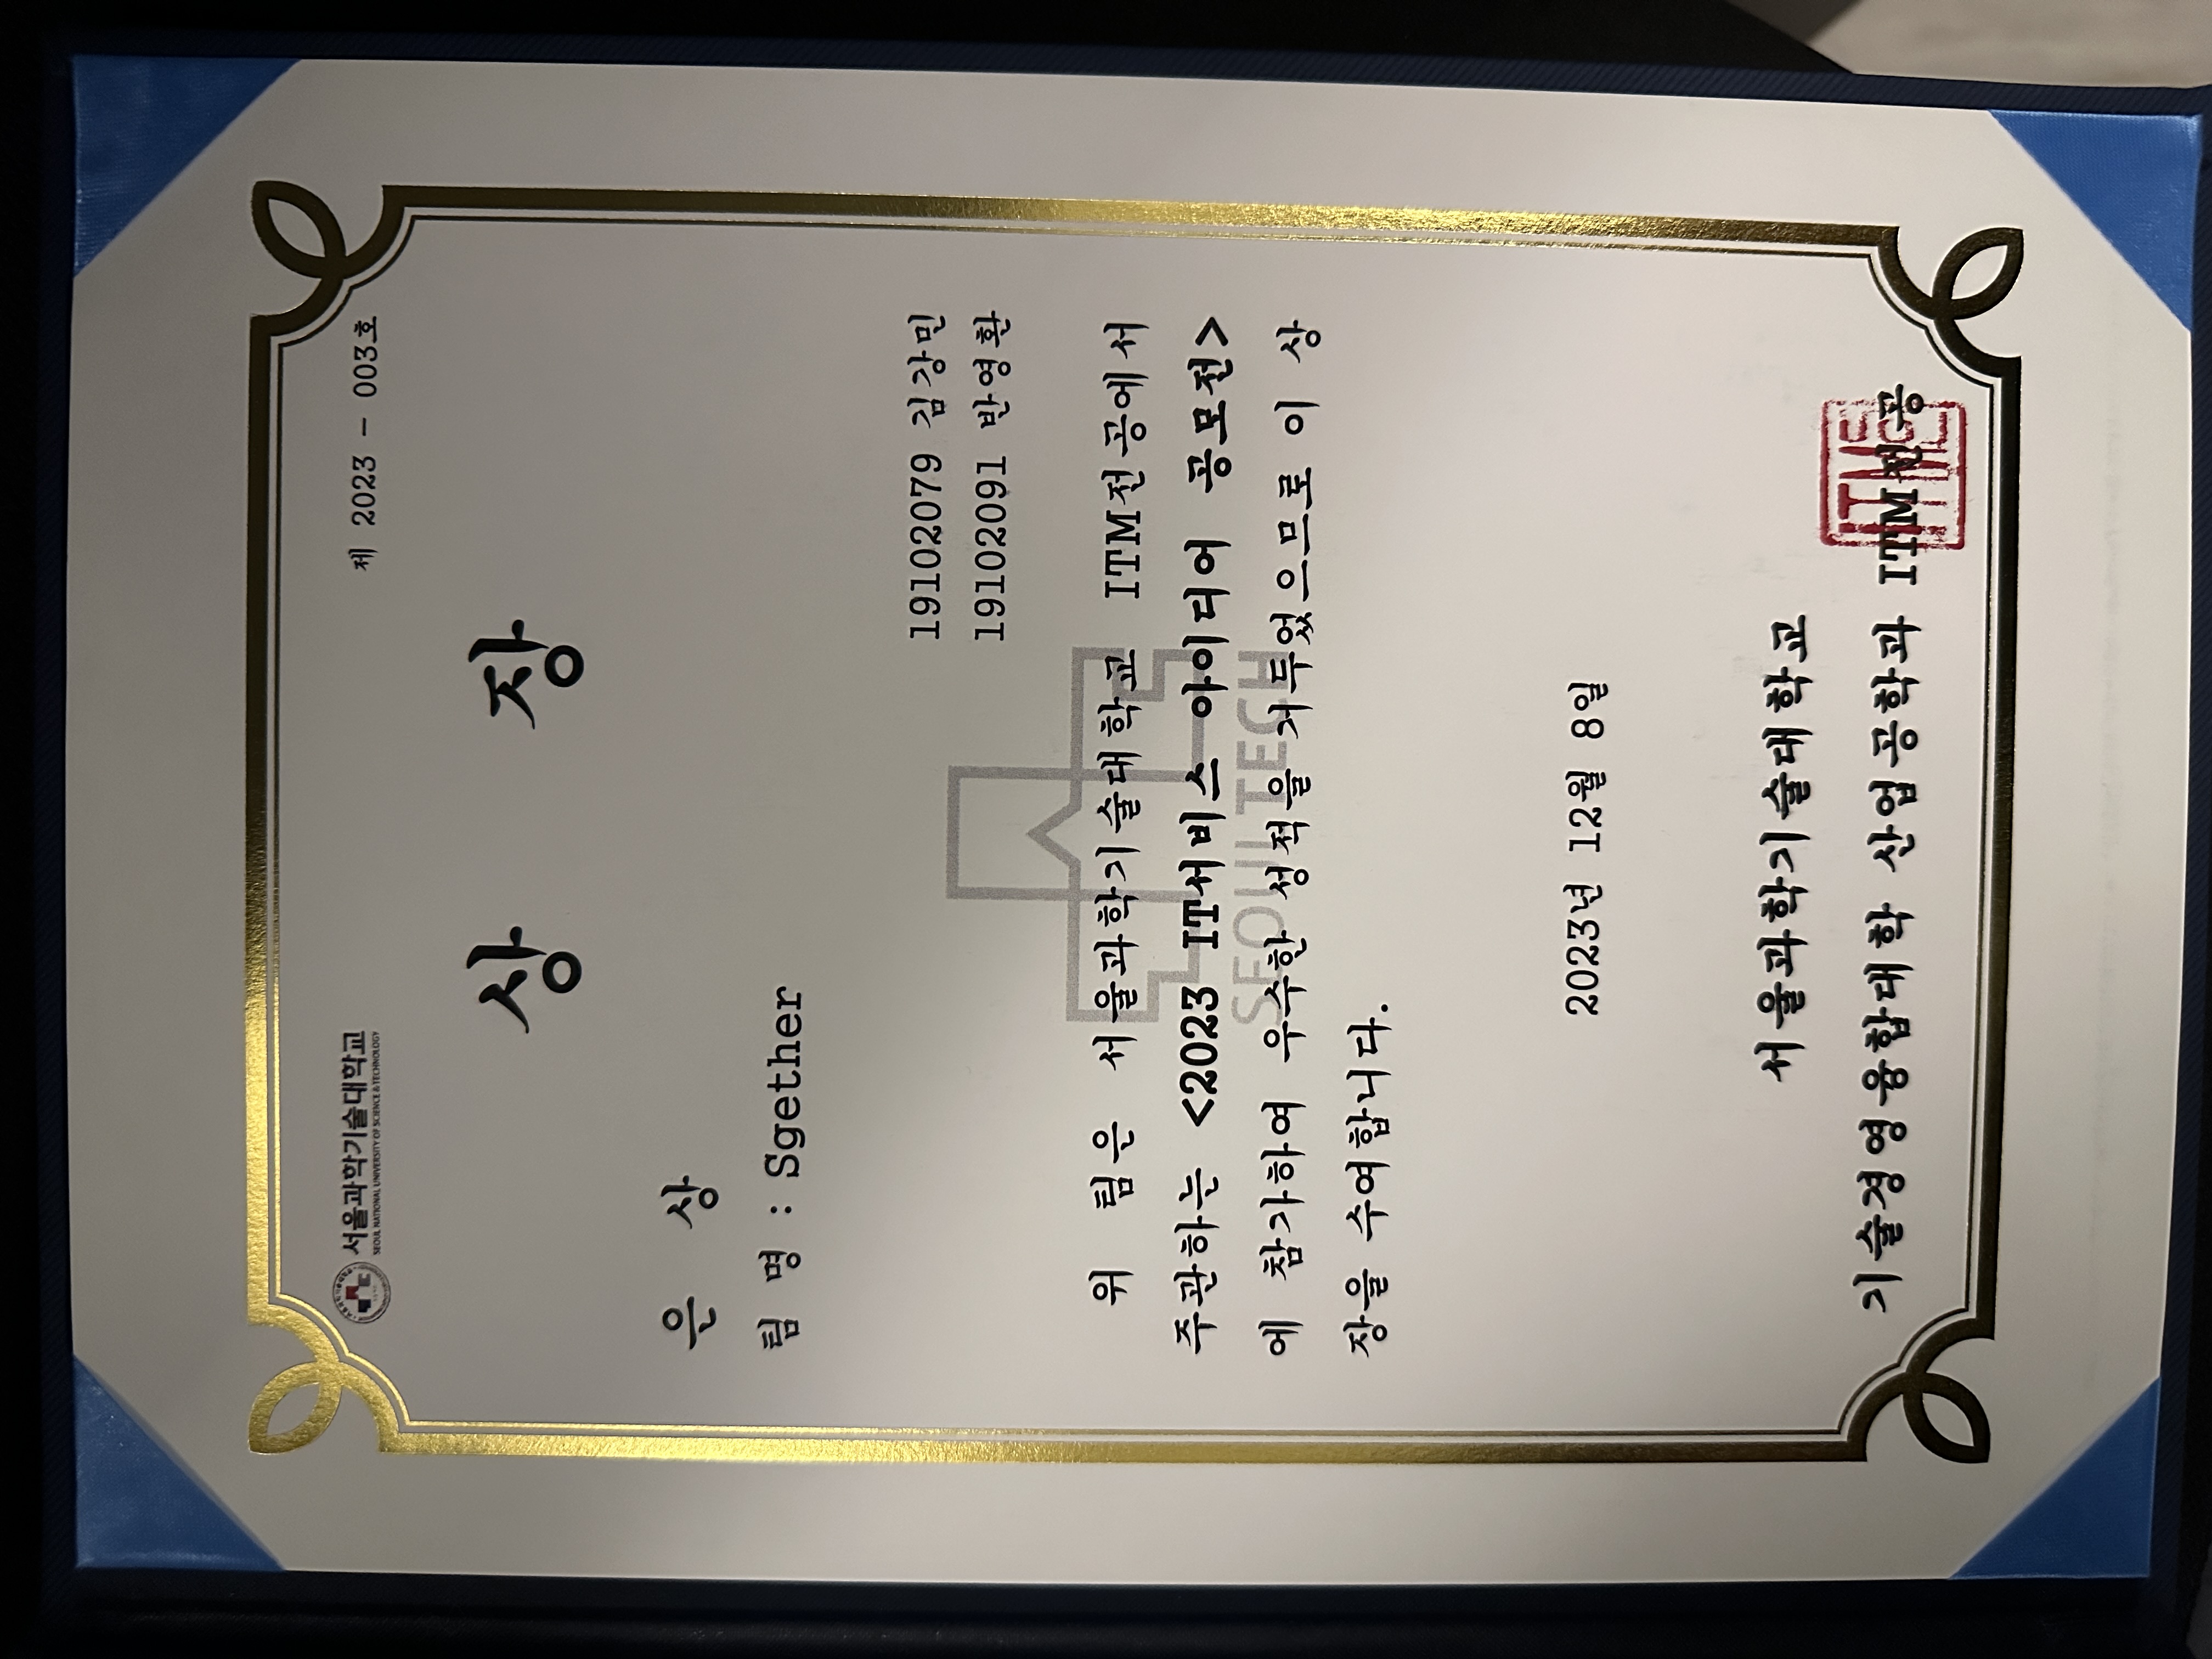 서울과학기술대학교
SEOUL NATIONAL UNIVERSITY OF SCIENCE & TECHNOLOGY
제 2023 - 003호
상 장
은 상
팀 명 : Sgether
19102079 김강민
19102091 반영환
위 팀은 서울과학기술대학교 ITM전공에서
주관하는 <2023 IT서비스 아이디어 공모전>
에 참가하여 우수한 성적을 거두었으므로 이 상
장을 수여합니다.
SEOULTECH
2023년 12월 8일
서울과학기술대학교
기술경영융합대학 산업공학과 ITM전공